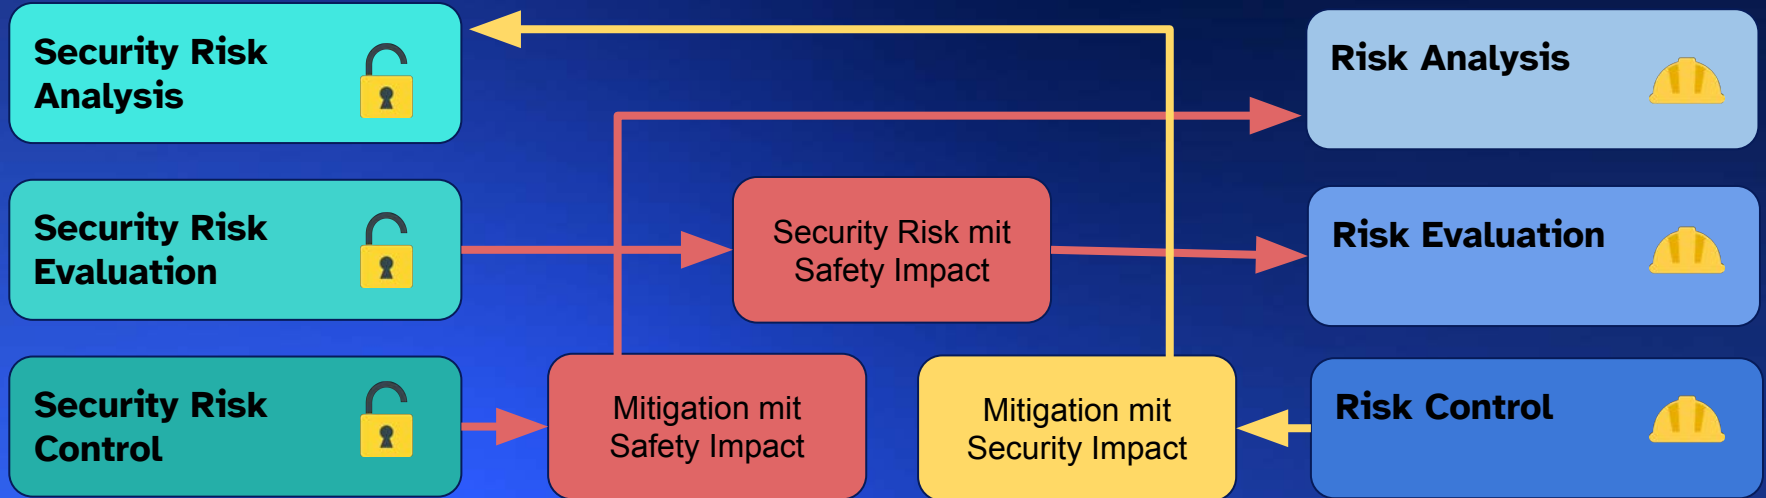 Security Risk
Analysis
Risk Analysis
Security Risk
Evaluation
Security Risk mit
Safety Impact
Risk Evaluation
Security Risk
Control
Mitigation mit
Safety Impact
Mitigation mit
Security Impact
Risk Control